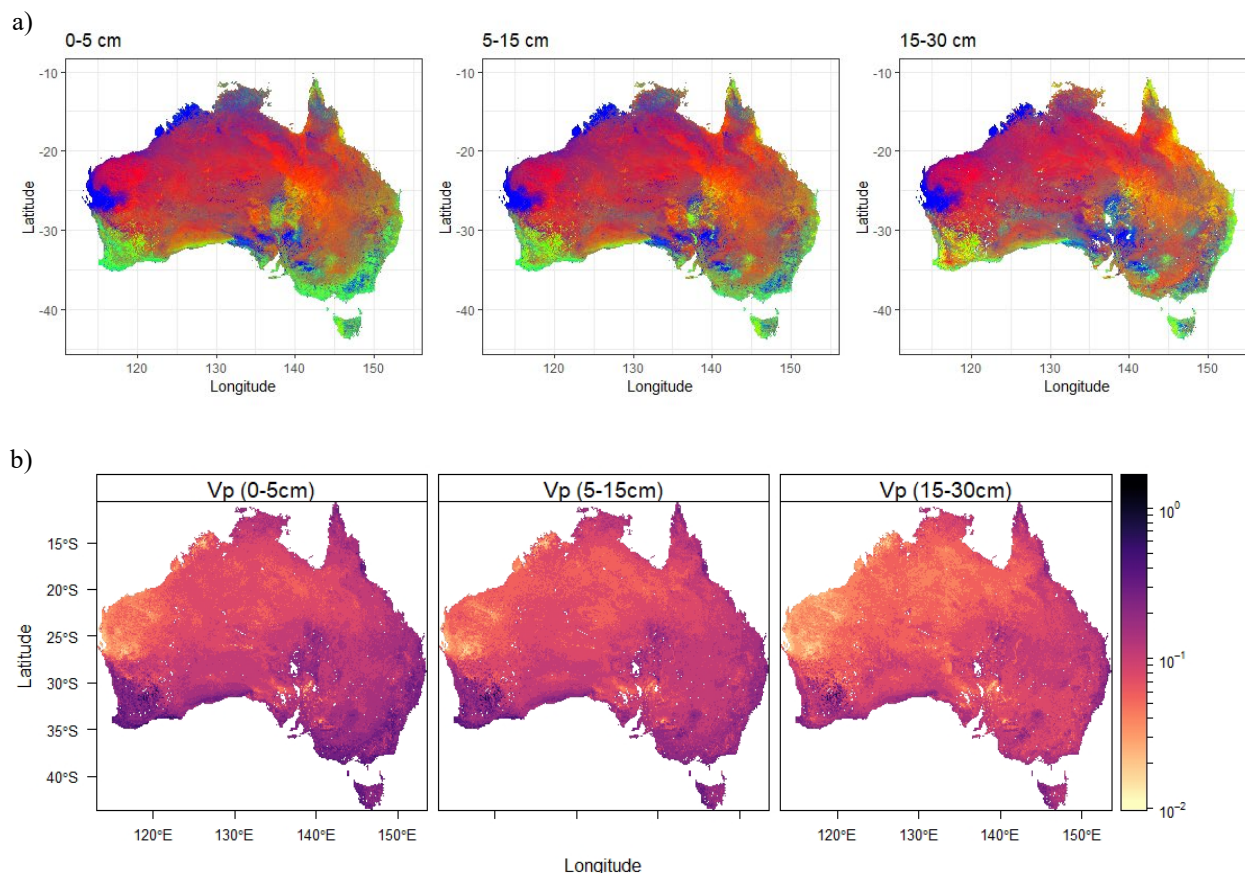 a)
0-5 cm
5-15 cm
15-30 cm
-10
-20
-30
-40
Latitude
120
130
140
150
Longitude
-10
-20
-30
-40
Latitude
120
130
140
150
Longitude
-10
-20
-30
-40
Latitude
120
130
140
150
Longitude
b)
Vp (0-5cm)
Vp (5-15cm)
Vp (15-30cm)
15°S
20°S
25°S
30°S
35°S
40°S
Latitude
10⁰
10⁻¹
10⁻²
120°E 130°E 140°E 150°E
120°E 130°E 140°E 150°E
Longitude